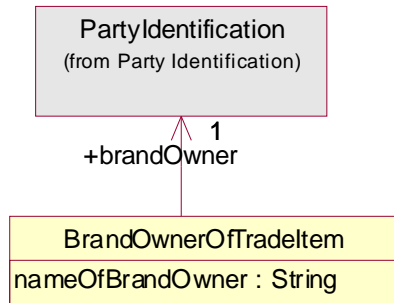 PartyIdentification
(from Party Identification)
1
+brandOwner
BrandOwnerOfTradeItem
nameOfBrandOwner : String